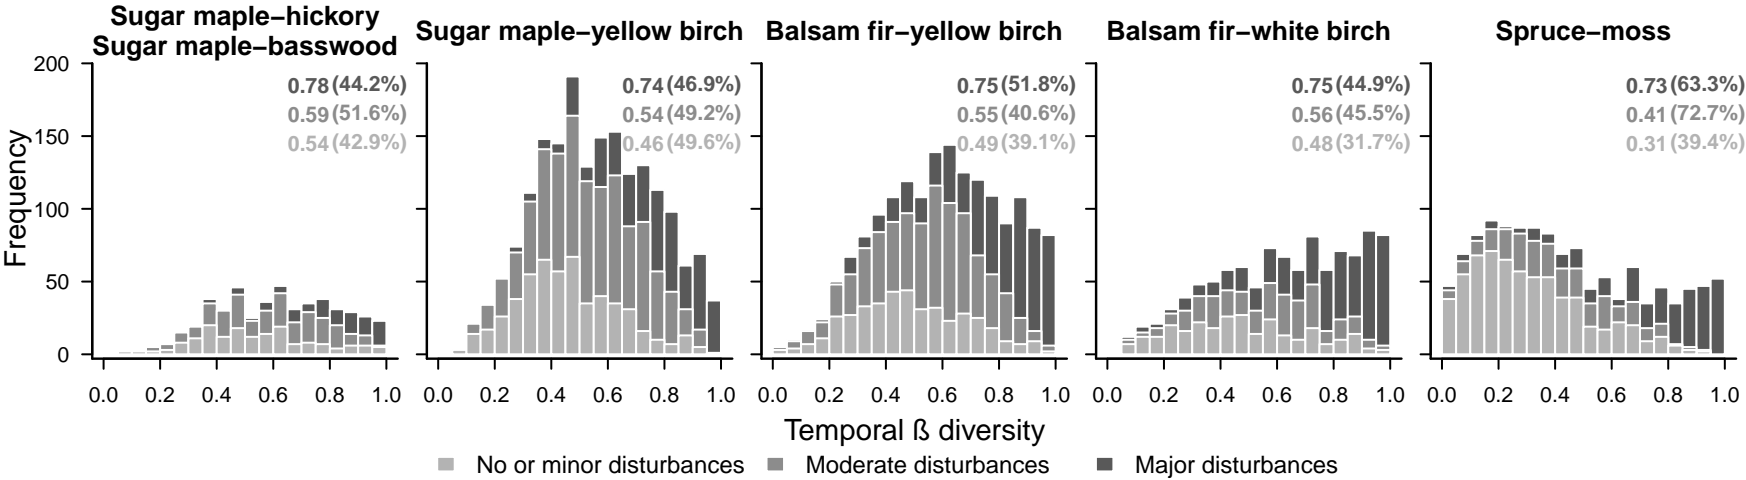 Sugar maple–hickory
Sugar maple–basswood
Sugar maple–yellow birch
Balsam fir–yellow birch
Balsam fir–white birch
Spruce–moss
Frequency
200
150
100
50
0
0.78 (44.2%)
0.59 (51.6%)
0.54 (42.9%)
0.0 0.2 0.4 0.6 0.8 1.0
0.74 (46.9%)
0.54 (49.2%)
0.46 (49.6%)
0.0 0.2 0.4 0.6 0.8 1.0
0.75 (51.8%)
0.55 (40.6%)
0.49 (39.1%)
0.0 0.2 0.4 0.6 0.8 1.0
0.75 (44.9%)
0.56 (45.5%)
0.48 (31.7%)
0.0 0.2 0.4 0.6 0.8 1.0
0.73 (63.3%)
0.41 (72.7%)
0.31 (39.4%)
0.0 0.2 0.4 0.6 0.8 1.0
Temporal ß diversity
No or minor disturbances Moderate disturbances Major disturbances